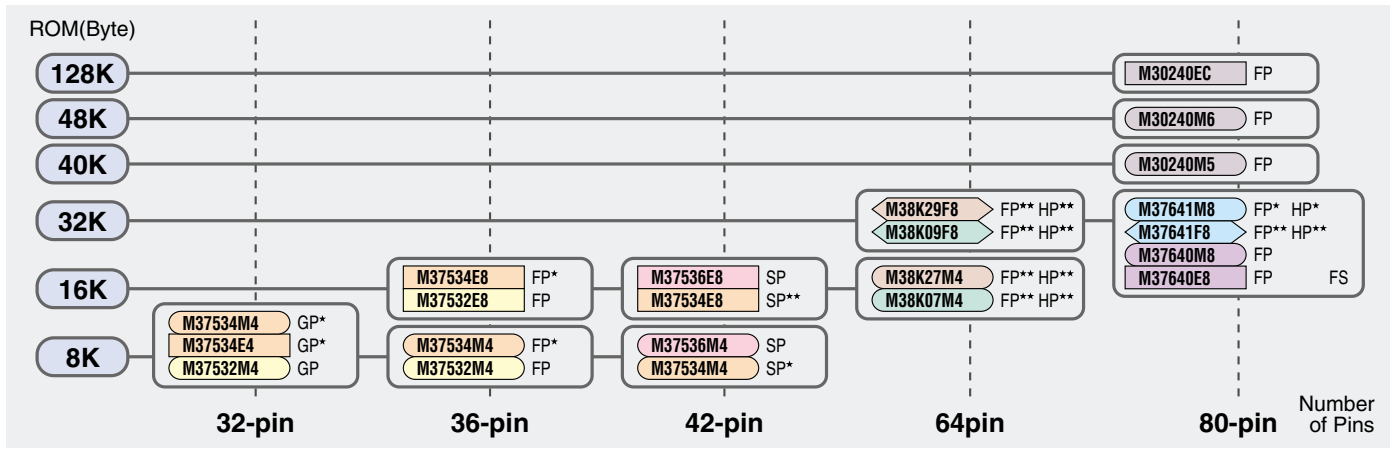 ROM(Byte)
128K M30240EC FP
48K M30240M6 FP
40K M30240M5 FP
32K
M38K29F8 FP★★ HP★★
M38K09F8 FP★★ HP★★
M37641M8 FP★ HP★
M37641F8 FP★★ HP★★
M37640M8 FP
M37640E8 FP FS
16K
M37534E8 FP★
M37532E8 FP
M37536E8 SP
M37534E8 SP★★
M38K27M4 FP★★ HP★★
M38K07M4 FP★★ HP★★
8K
M37534M4 GP★
M37534E4 GP★
M37532M4 GP
M37534M4 FP★
M37532M4 FP
M37536M4 SP
M37534M4 SP★
32-pin 36-pin 42-pin 64pin 80-pin
Number
of Pins